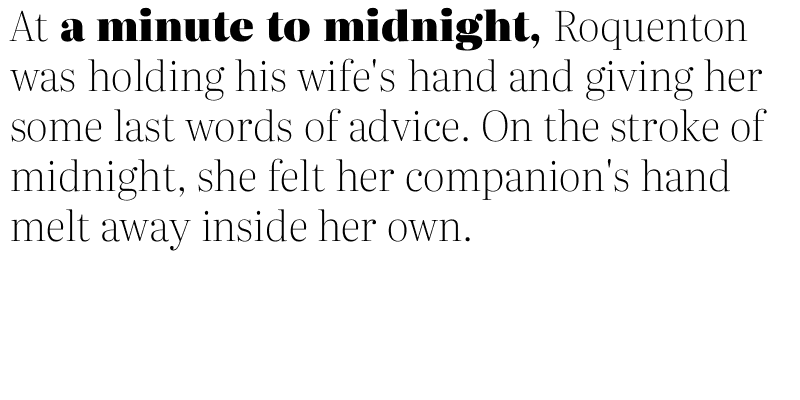 At a minute to midnight, Roquenton
was holding his wife's hand and giving her
some last words of advice. On the stroke of
midnight, she felt her companion's hand
melt away inside her own.